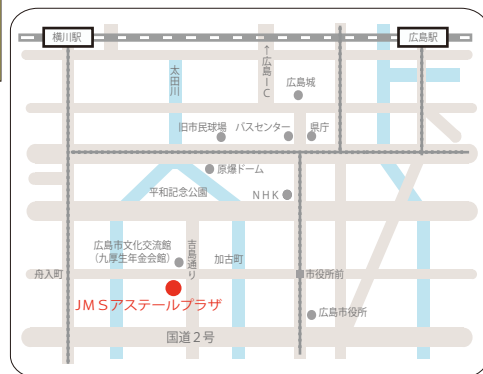 横川駅
広島駅
↑広島IC
太田川
広島城
旧市民球場
バスセンター
県庁
原爆ドーム
平和記念公園
NHK
広島市文化交流館
(九厚生年金会館)
吉島通り
加古町
舟入町
市役所前
JMSアステールプラザ
広島市役所
国道2号